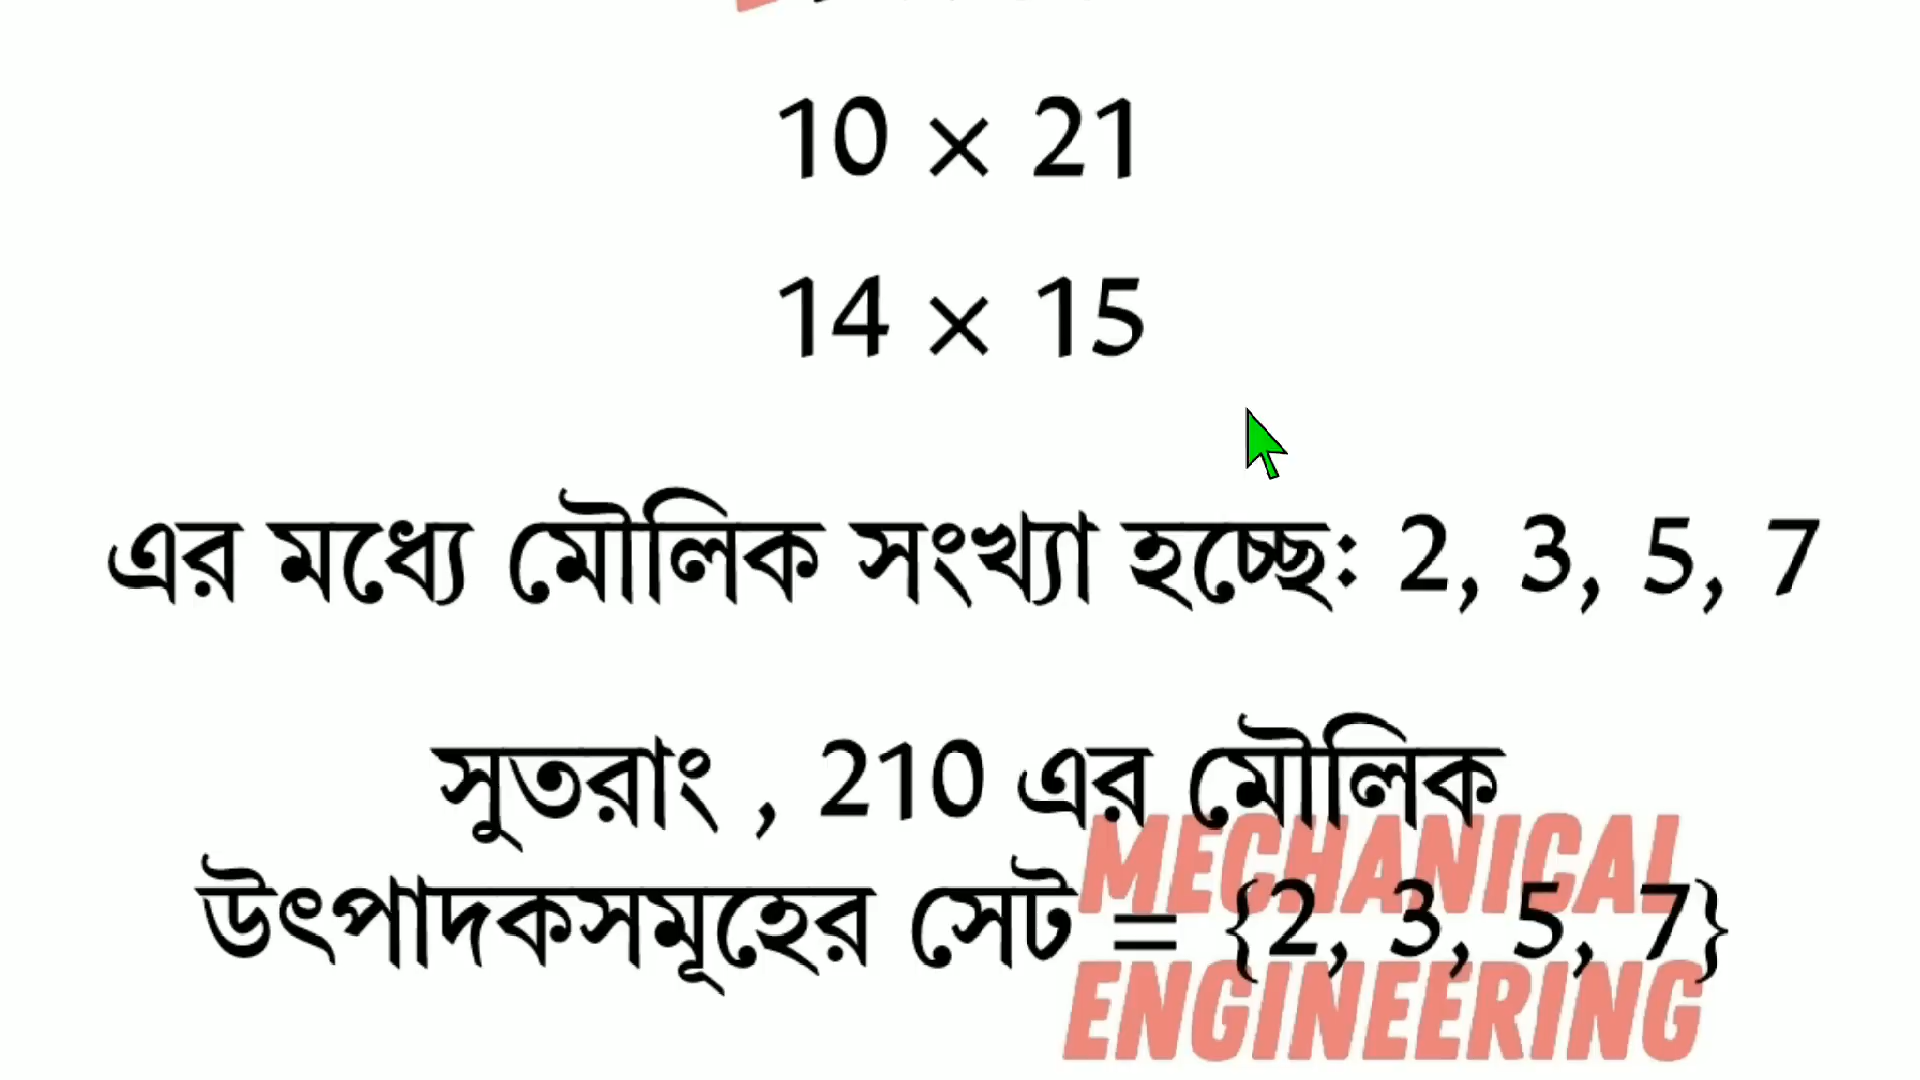 10 × 21
14 × 15
এর মধ্যে মৌলিক সংখ্যা হচ্ছেঃ 2, 3, 5, 7
সুতরাং , 210 এর মৌলিক
উৎপাদকসমূহের সেট = {2, 3, 5, 7}
MECHANICAL
ENGINEERING